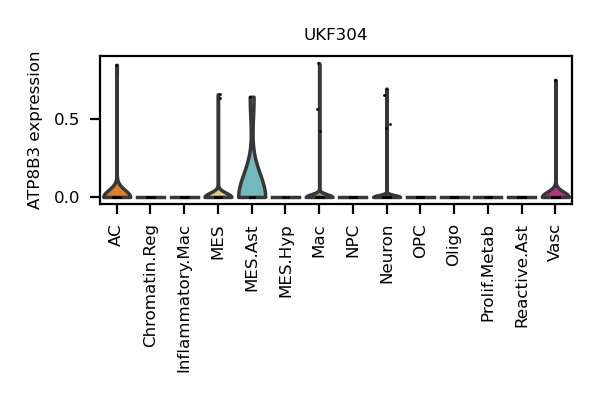 UKF304
ATP8B3 expression
0.5
0.0
AC
Chromatin.Reg
Inflammatory.Mac
MES
MES.Ast
MES.Hyp
Mac
NPC
Neuron
OPC
Oligo
Prolif.Metab
Reactive.Ast
Vasc